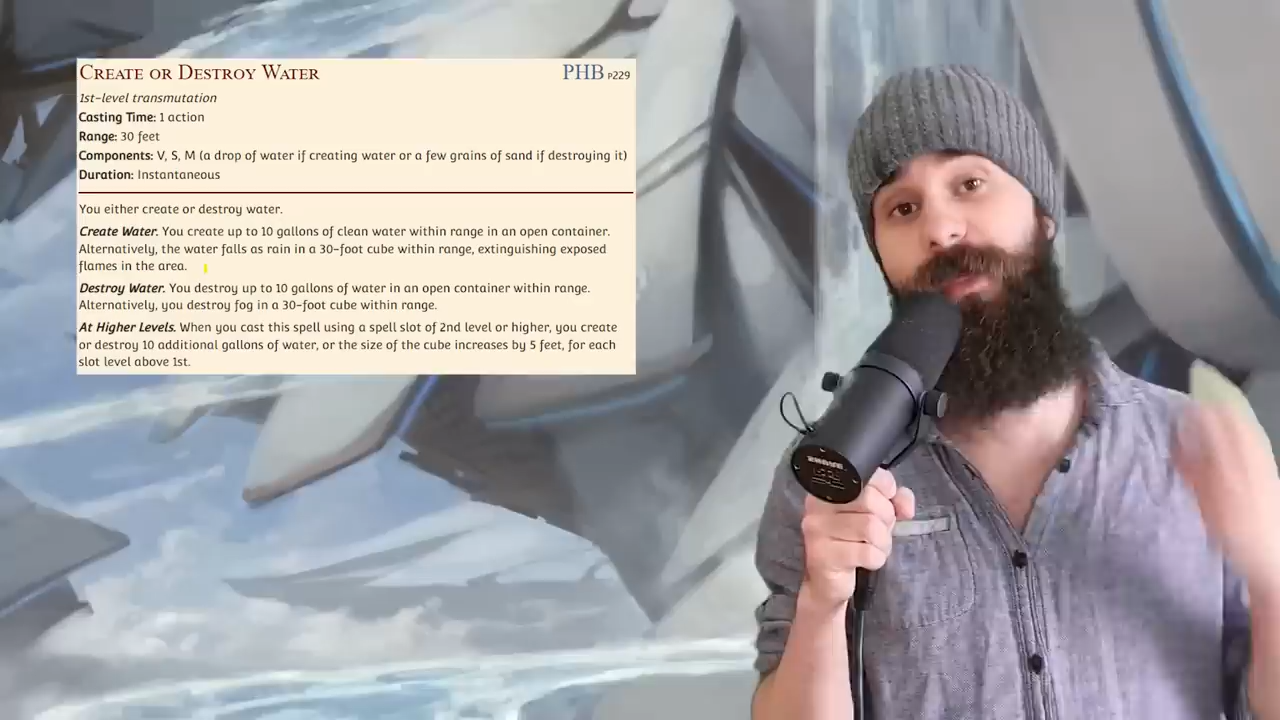 CREATE OR DESTROY WATER PHB P229
1st-level transmutation
Casting Time: 1 action
Range: 30 feet
Components: V, S, M (a drop of water if creating water or a few grains of sand if destroying it)
Duration: Instantaneous
You either create or destroy water.
Create Water. You create up to 10 gallons of clean water within range in an open container.
Alternatively, the water falls as rain in a 30-foot cube within range, extinguishing exposed
flames in the area.
Destroy Water. You destroy up to 10 gallons of water in an open container within range.
Alternatively, you destroy fog in a 30-foot cube within range.
At Higher Levels. When you cast this spell using a spell slot of 2nd level or higher, you create
or destroy 10 additional gallons of water, or the size of the cube increases by 5 feet, for each
slot level above 1st.